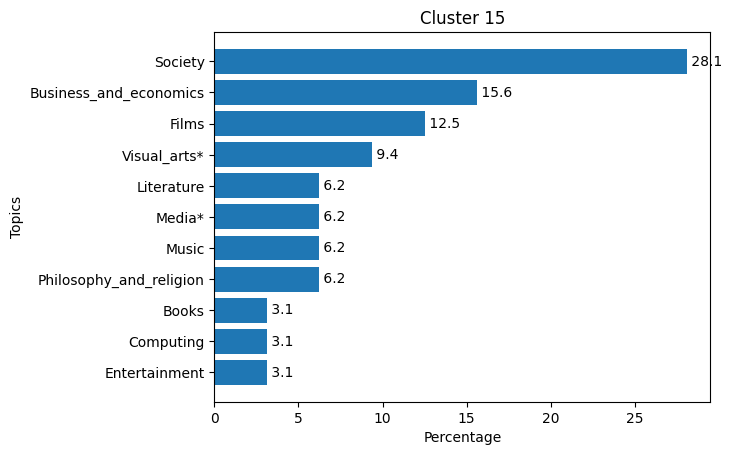 Cluster 15
Topics
Society 28.1
Business_and_economics 15.6
Films 12.5
Visual_arts* 9.4
Literature 6.2
Media* 6.2
Music 6.2
Philosophy_and_religion 6.2
Books 3.1
Computing 3.1
Entertainment 3.1
0 5 10 15 20 25
Percentage